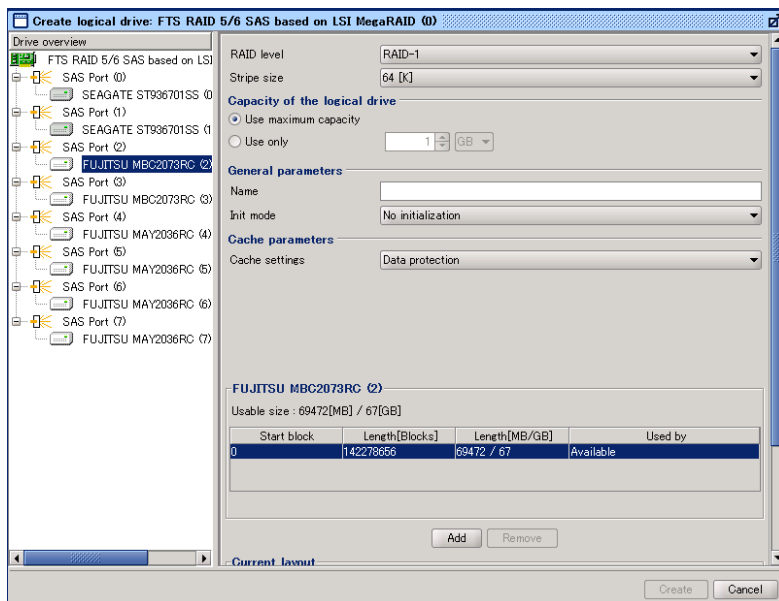 Create logical drive: FTS RAID 5/6 SAS based on LSI MegaRAID (0)
Drive overview
FTS RAID 5/6 SAS based on LSI
SAS Port (0)
SEAGATE ST936701SS (0
SAS Port (1)
SEAGATE ST936701SS (1
SAS Port (2)
FUJITSU MBC2073RC (2)
SAS Port (3)
FUJITSU MBC2073RC (3)
SAS Port (4)
FUJITSU MAY2036RC (4)
SAS Port (5)
FUJITSU MAY2036RC (5)
SAS Port (6)
FUJITSU MAY2036RC (6)
SAS Port (7)
FUJITSU MAY2036RC (7)
RAID level RAID-1
Stripe size 64 [K]
Capacity of the logical drive
Use maximum capacity
Use only 1 GB
General parameters
Name
Init mode No initialization
Cache parameters
Cache settings Data protection
FUJITSU MBC2073RC (2)
Usable size : 69472[MB] / 67[GB]
Start block Length[Blocks] Length[MB/GB] Used by
0 142278656 69472 / 67 Available
Add Remove
Current layout
Create Cancel